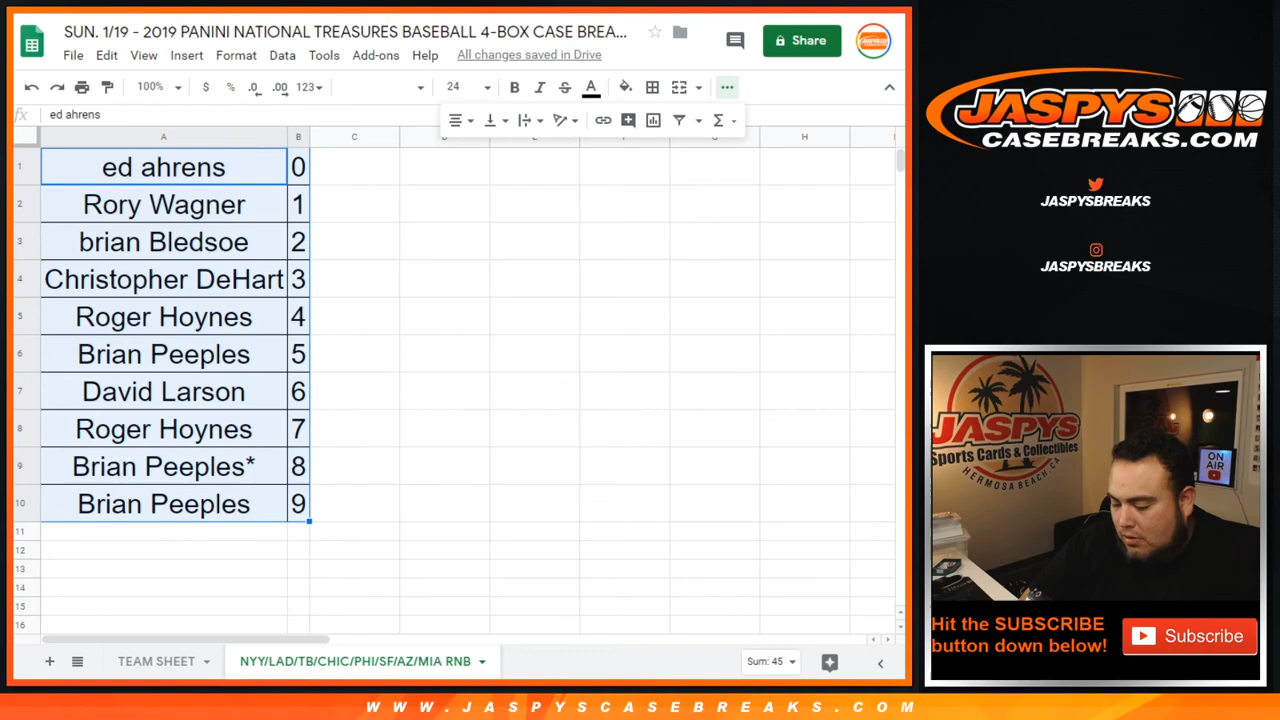 SUN. 1/19 - 2019 PANINI NATIONAL TREASURES BASEBALL 4-BOX CASE BREA...
File Edit View Insert Format Data Tools Add-ons Help All changes saved in Drive
Share
100% $ % .0 .00 123 24 B I S A
fx ed ahrens
A B C H
1 ed ahrens 0
2 Rory Wagner 1
3 brian Bledsoe 2
4 Christopher DeHart 3
5 Roger Hoynes 4
6 Brian Peeples 5
7 David Larson 6
8 Roger Hoynes 7
9 Brian Peeples* 8
10 Brian Peeples 9
11
12
13
14
15
16
TEAM SHEET NYY/LAD/TB/CHIC/PHI/SF/AZ/MIA RNB Sum: 45
JASPYS
CASEBREAKS.COM
JASPYSBREAKS
JASPYSBREAKS
JASPYS
Sports Cards & Collectibles
HERMOSA BEACH, CA
ON
AIR
Hit the SUBSCRIBE
button down below!
Subscribe
WWW.JASPYSCASEBREAKS.COM